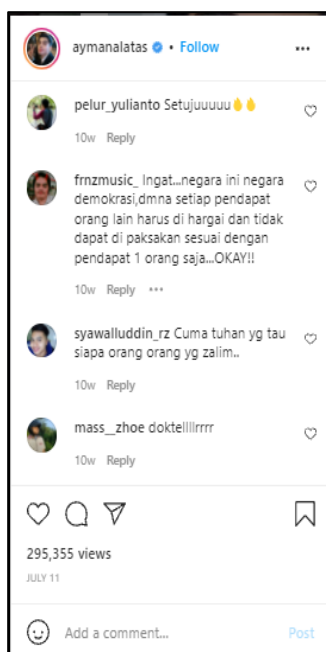 aymanalatas • Follow
pelur_yulianto Setujuuuuu
10w Reply
frnzmusic_ Ingat...negara ini negara
demokrasi,dmna setiap pendapat
orang lain harus di hargai dan tidak
dapat di paksakan sesuai dengan
pendapat 1 orang saja...OKAY!!
10w Reply
syawalluddin_rz Cuma tuhan yg tau
siapa orang orang yg zalim..
10w Reply
mass__zhoe doktellllrrrr
10w Reply
295,355 views
JULY 11
Add a comment... Post